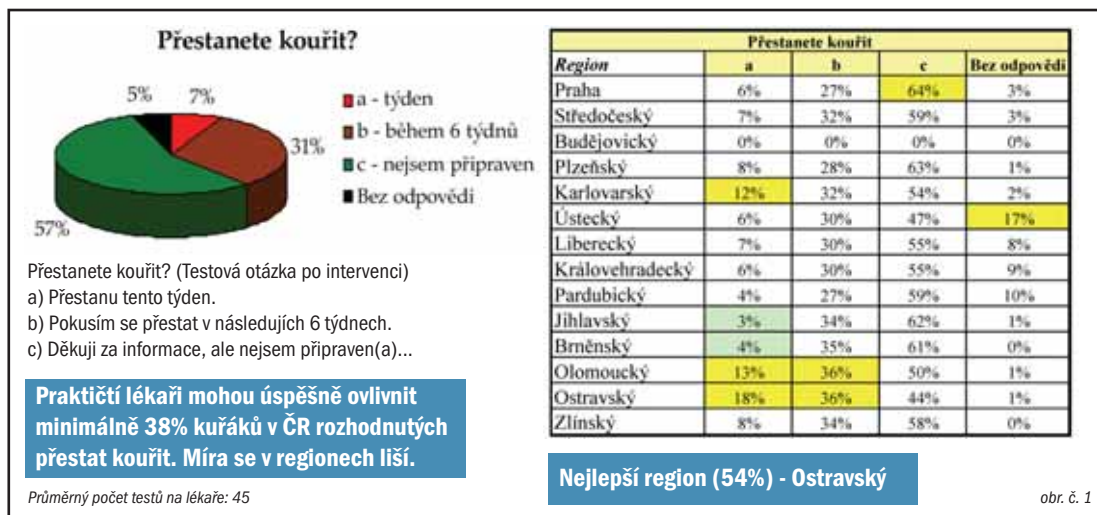 Přestanete kouřit?
5% 7%
31%
57%
a - týden
b - během 6 týdnů
c - nejsem připraven
Bez odpovědi
Přestanete kouřit? (Testová otázka po intervenci)
a) Přestanu tento týden.
b) Pokusím se přestat v následujích 6 týdnech.
c) Děkuji za informace, ale nejsem připraven(a)...
Praktičtí lékaři mohou úspěšně ovlivnit
minimálně 38% kuřáků v ČR rozhodnutých
přestat kouřit. Míra se v regionech liší.
Průměrný počet testů na lékaře: 45
Přestanete kouřit
Region a b c Bez odpovědi
Praha 6% 27% 64% 3%
Středočeský 7% 32% 59% 3%
Budějovický 0% 0% 0% 0%
Plzeňský 8% 28% 63% 1%
Karlovarský 12% 32% 54% 2%
Ústecký 6% 30% 47% 17%
Liberecký 7% 30% 55% 8%
Královehradecký 6% 30% 55% 9%
Pardubický 4% 27% 59% 10%
Jihlavský 3% 34% 62% 1%
Brněnský 4% 35% 61% 0%
Olomoucký 13% 36% 50% 1%
Ostravský 18% 36% 44% 1%
Zlínský 8% 34% 58% 0%
Nejlepší region (54%) - Ostravský
obr. č. 1